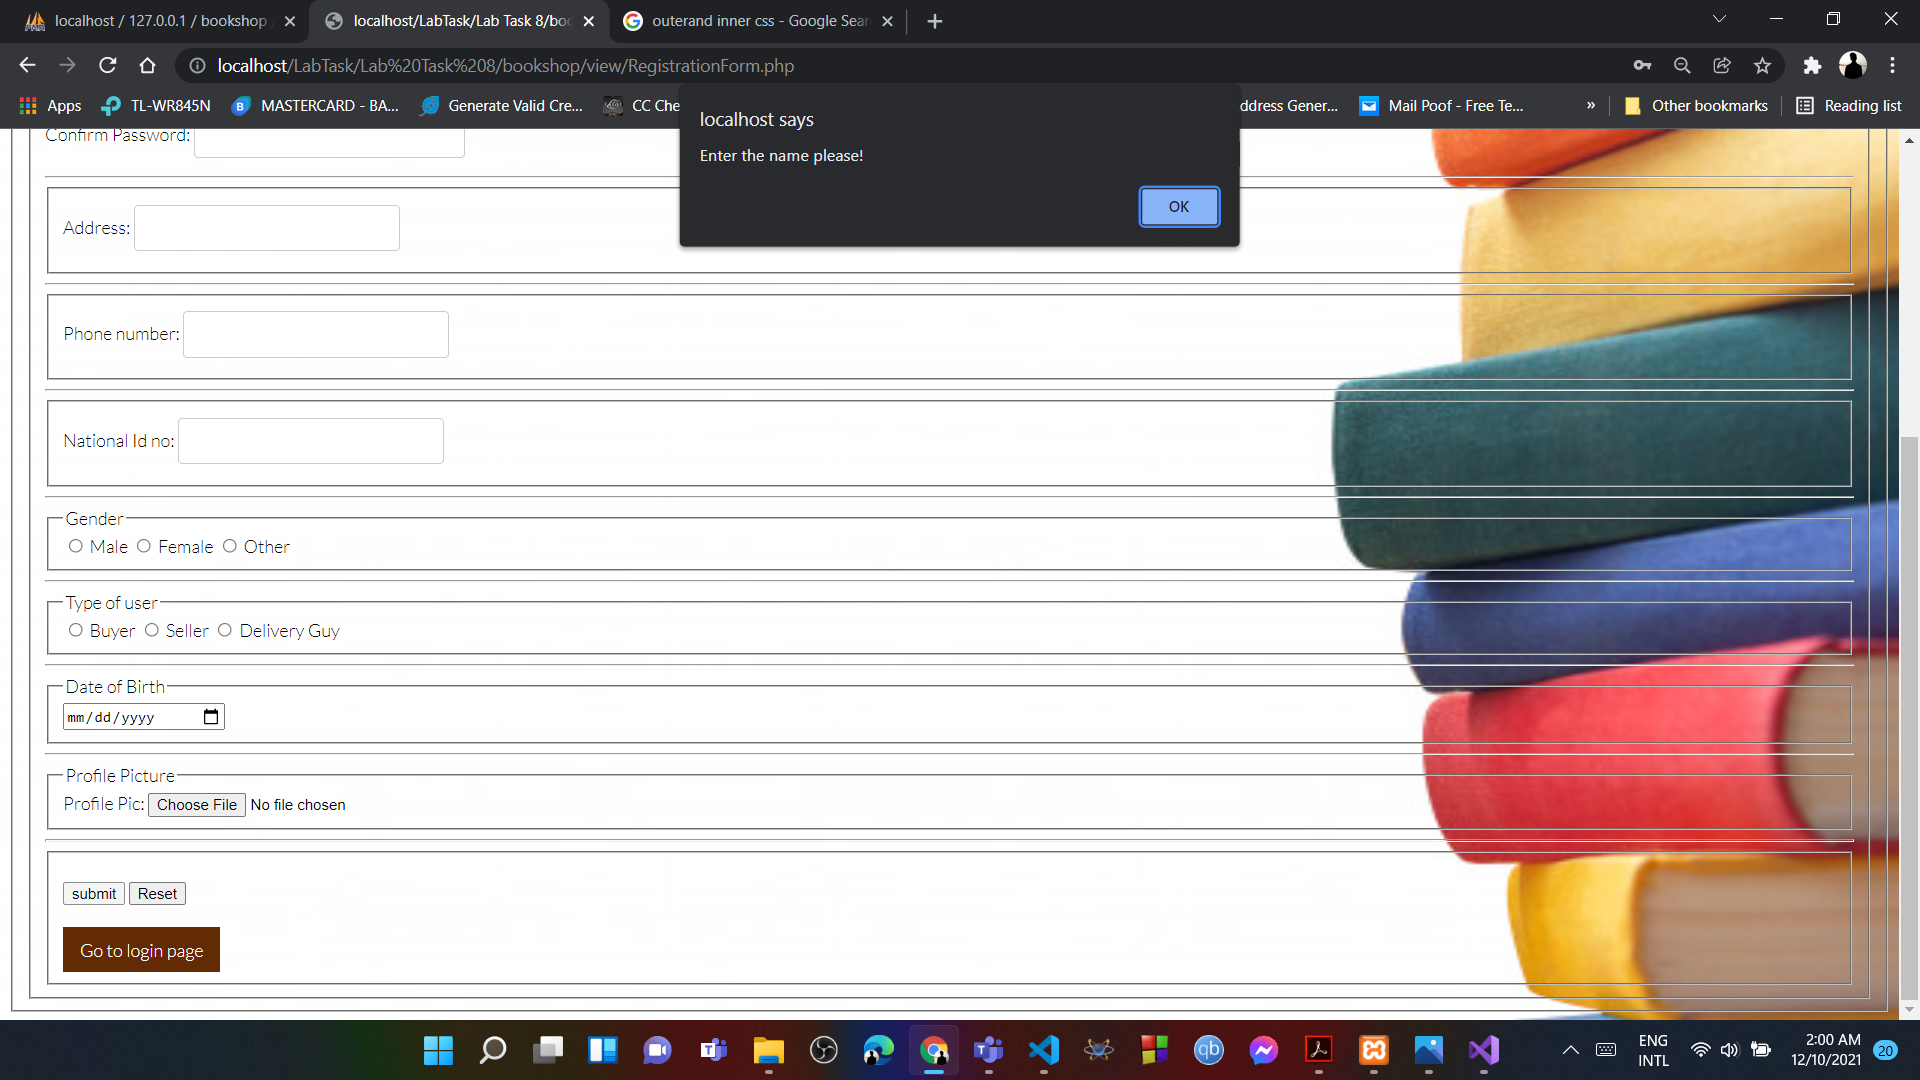 localhost / 127.0.0.1 / bookshop
localhost/LabTask/Lab Task 8/boo
outerand inner css - Google Sear
localhost/LabTask/Lab%20Task%208/bookshop/view/RegistrationForm.php
Apps
TL-WR845N
MASTERCARD - BA...
Generate Valid Cre...
CC Che
ddress Gener...
Mail Poof - Free Te...
»
Other bookmarks
Reading list
localhost says
Enter the name please!
OK
Confirm Password:
Address:
Phone number:
National Id no:
Gender
Male Female Other
Type of user
Buyer Seller Delivery Guy
Date of Birth
mm/dd/yyyy
Profile Picture
Profile Pic: Choose File No file chosen
submit Reset
Go to login page
qb
ENG
INTL
2:00 AM
12/10/2021
20